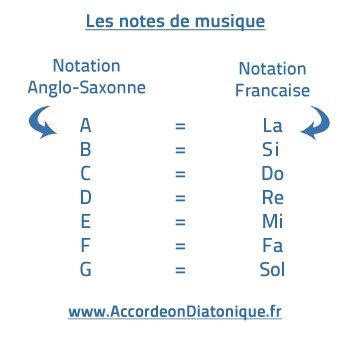 Les notes de musique
Notation Anglo-Saxonne
Notation Francaise
A = La
B = Si
C = Do
D = Re
E = Mi
F = Fa
G = Sol
www.AccordeonDiatonique.fr